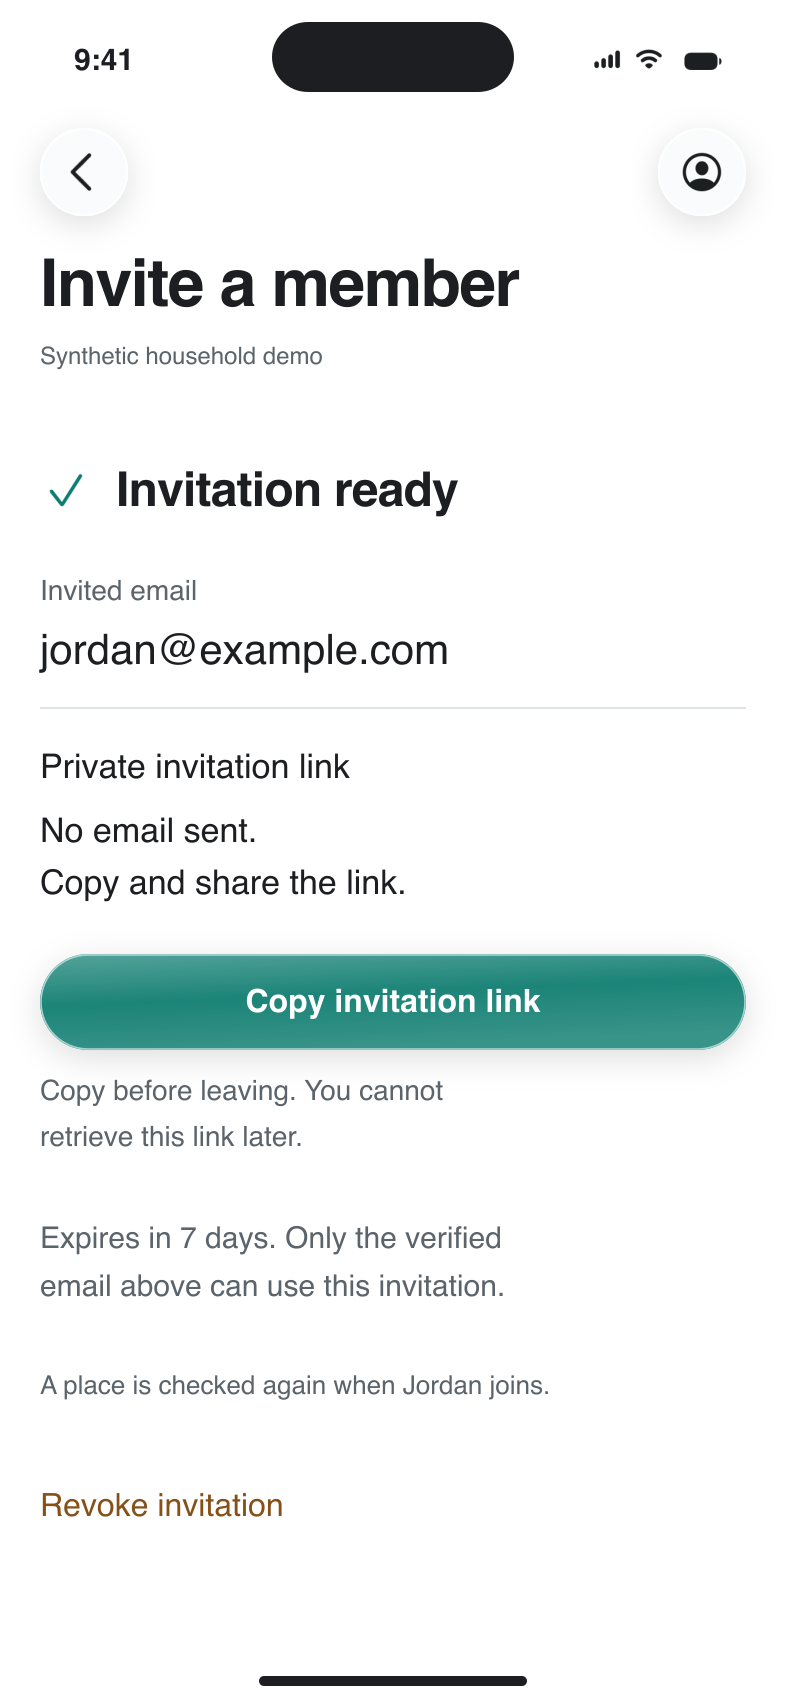 9:41
Invite a member
Synthetic household demo
Invitation ready
Invited email
jordan@example.com
Private invitation link
No email sent.
Copy and share the link.
Copy invitation link
Copy before leaving. You cannot
retrieve this link later.
Expires in 7 days. Only the verified
email above can use this invitation.
A place is checked again when Jordan joins.
Revoke invitation